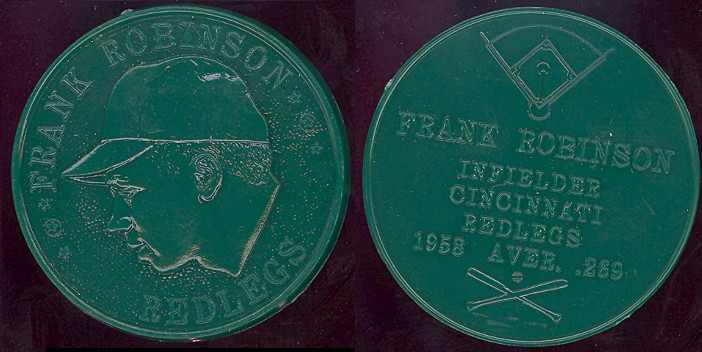 FRANK ROBINSON
REDLEGS
FRANK ROBINSON
INFIELDER
CINCINNATI
REDLEGS
1958 AVER. .269